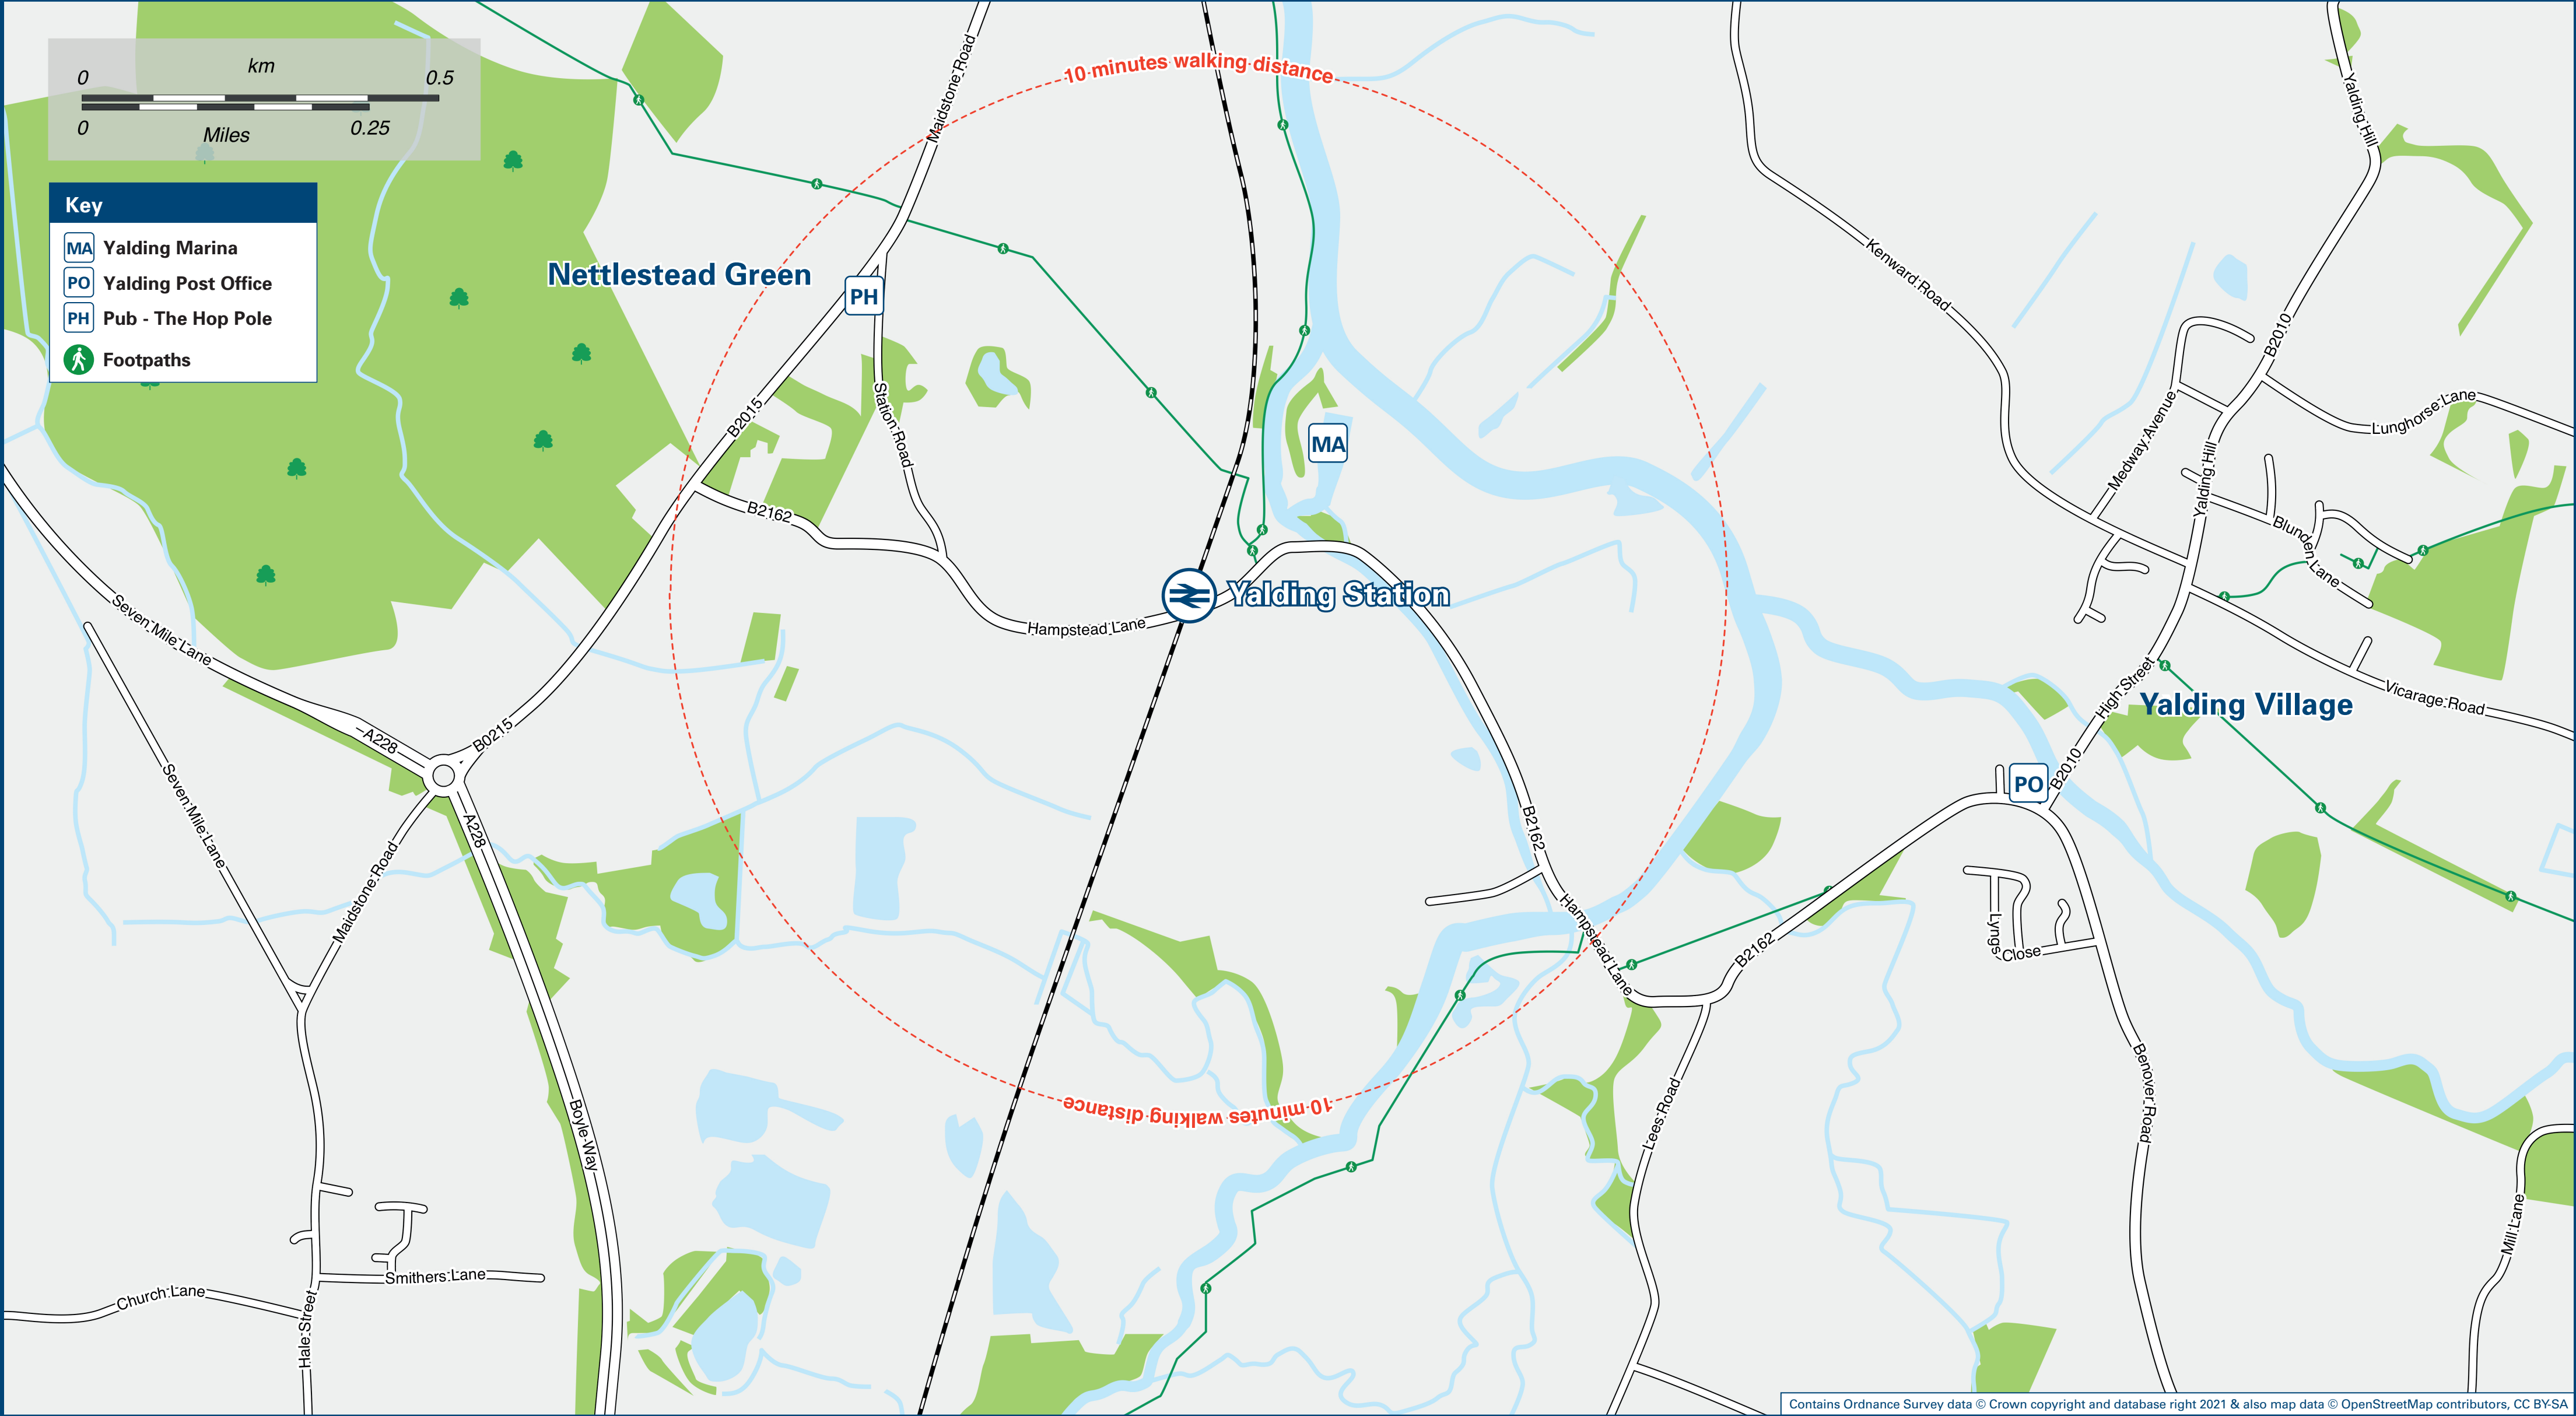 km
0 0.5
0 0.25
Miles
Key
MA Yalding Marina
PO Yalding Post Office
PH Pub - The Hop Pole
Footpaths
10 minutes walking distance
Maidstone Road
Yalding Hill
Nettlestead Green
PH
Kenward Road
B2010
B2015
Station Road
MA
Medway Avenue
Lunghorse Lane
Yalding Hill
B2162
Blunden Lane
Seven Mile Lane
Hampstead Lane
Yalding Station
High Street
Yalding Village
Vicarage Road
A228
B0215
PO
B2010
Seven Mile Lane
A228
Maidstone Road
B2162
Hampstead Lane
B2162
Lyngs Close
Benover Road
10 minutes walking distance
Boyle Way
Lees Road
Mill Lane
Smithers Lane
Church Lane
Hale Street
Contains Ordnance Survey data © Crown copyright and database right 2021 & also map data © OpenStreetMap contributors, CC BY-SA